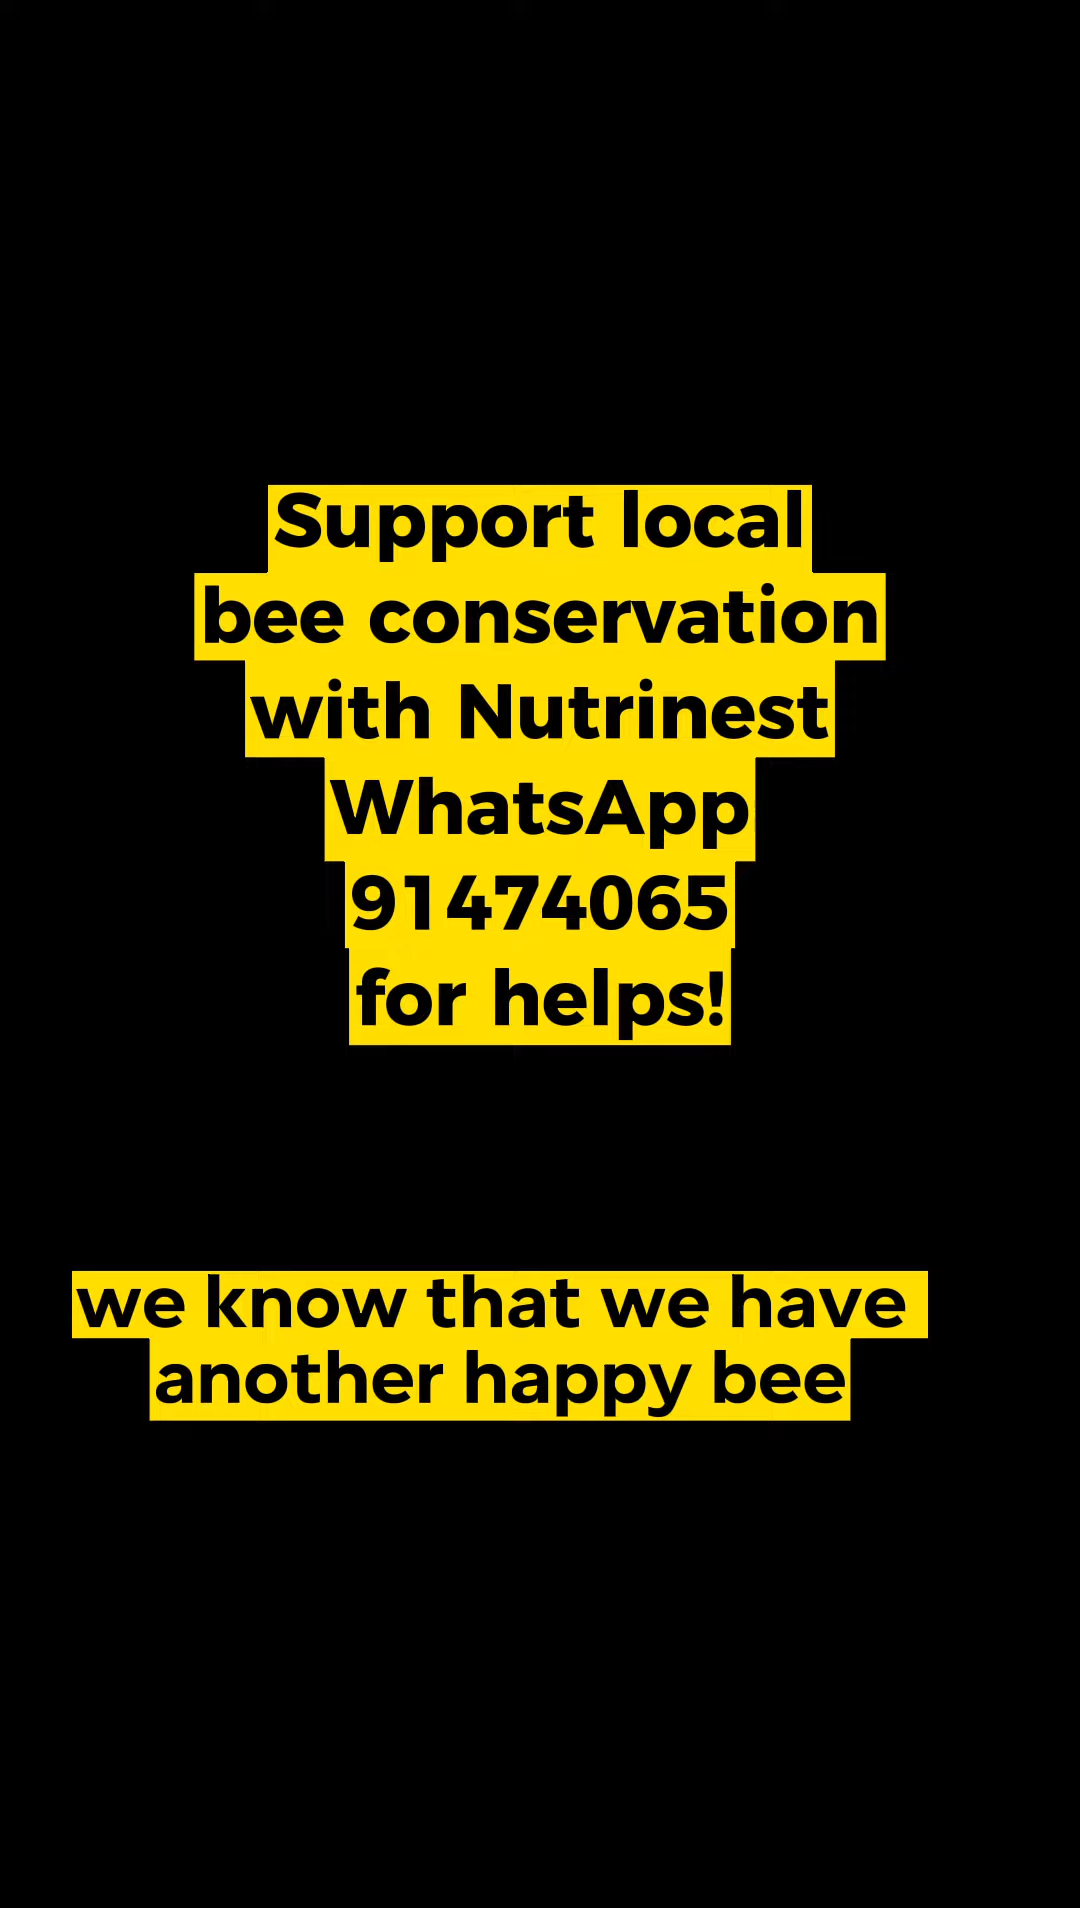 Support local
bee conservation
with Nutrinest
WhatsApp
91474065
for helps!
we know that we have
another happy bee